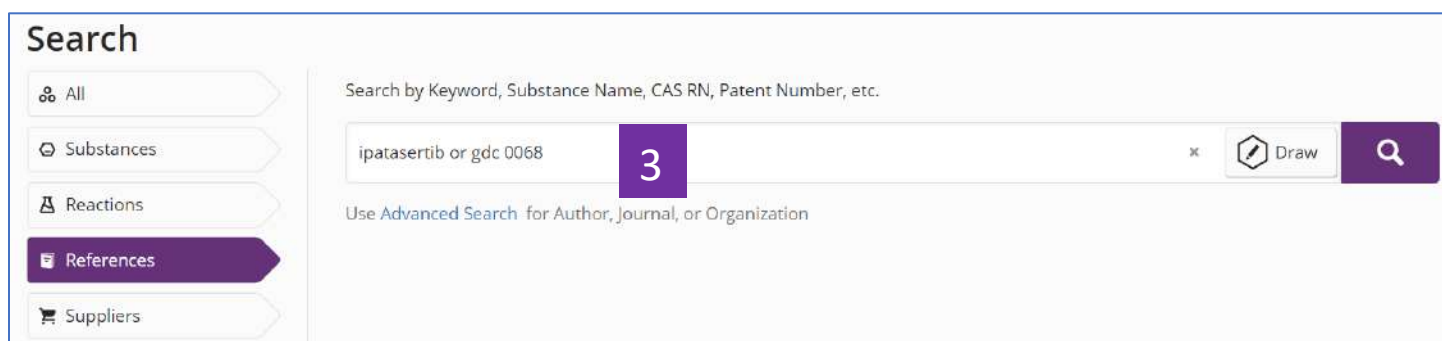 Search
All
Search by Keyword, Substance Name, CAS RN, Patent Number, etc.
Substances
ipatasertib or gdc 0068
3
Draw
Reactions
Use Advanced Search for Author, Journal, or Organization
References
Suppliers